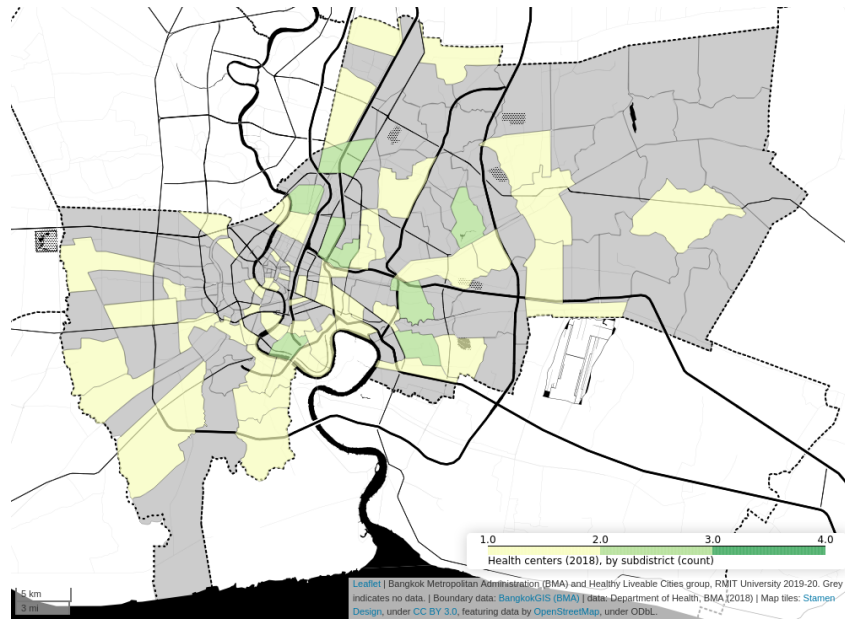 1.0 2.0 3.0 4.0
Health centers (2018), by subdistrict (count)
5 km
3 mi
Leaflet | Bangkok Metropolitan Administration (BMA) and Healthy Liveable Cities group, RMIT University 2019-20. Grey
indicates no data. | Boundary data: BangkokGIS (BMA) | data: Department of Health, BMA (2018) | Map tiles: Stamen
Design, under CC BY 3.0, featuring data by OpenStreetMap, under ODbL.